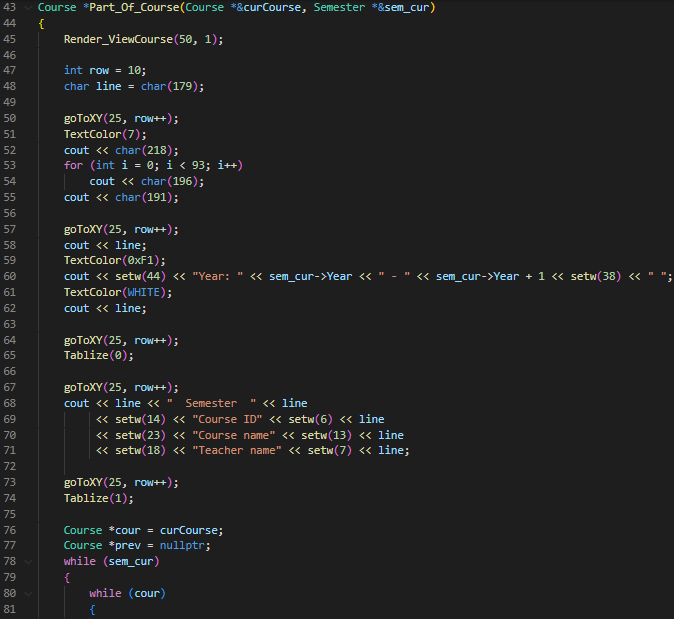 43 Course *Part_Of_Course(Course *&curCourse, Semester *&sem_cur)
44 {
45     Render_ViewCourse(50, 1);
46
47     int row = 10;
48     char line = char(179);
49
50     goToXY(25, row++);
51     TextColor(7);
52     cout << char(218);
53     for (int i = 0; i < 93; i++)
54         cout << char(196);
55     cout << char(191);
56
57     goToXY(25, row++);
58     cout << line;
59     TextColor(0xF1);
60     cout << setw(44) << "Year: " << sem_cur->Year << " - " << sem_cur->Year + 1 << setw(38) << " ";
61     TextColor(WHITE);
62     cout << line;
63
64     goToXY(25, row++);
65     Tablize(0);
66
67     goToXY(25, row++);
68     cout << line << "  Semester  " << line
69         << setw(14) << "Course ID" << setw(6) << line
70         << setw(23) << "Course name" << setw(13) << line
71         << setw(18) << "Teacher name" << setw(7) << line;
72
73     goToXY(25, row++);
74     Tablize(1);
75
76     Course *cour = curCourse;
77     Course *prev = nullptr;
78     while (sem_cur)
79     {
80         while (cour)
81         {